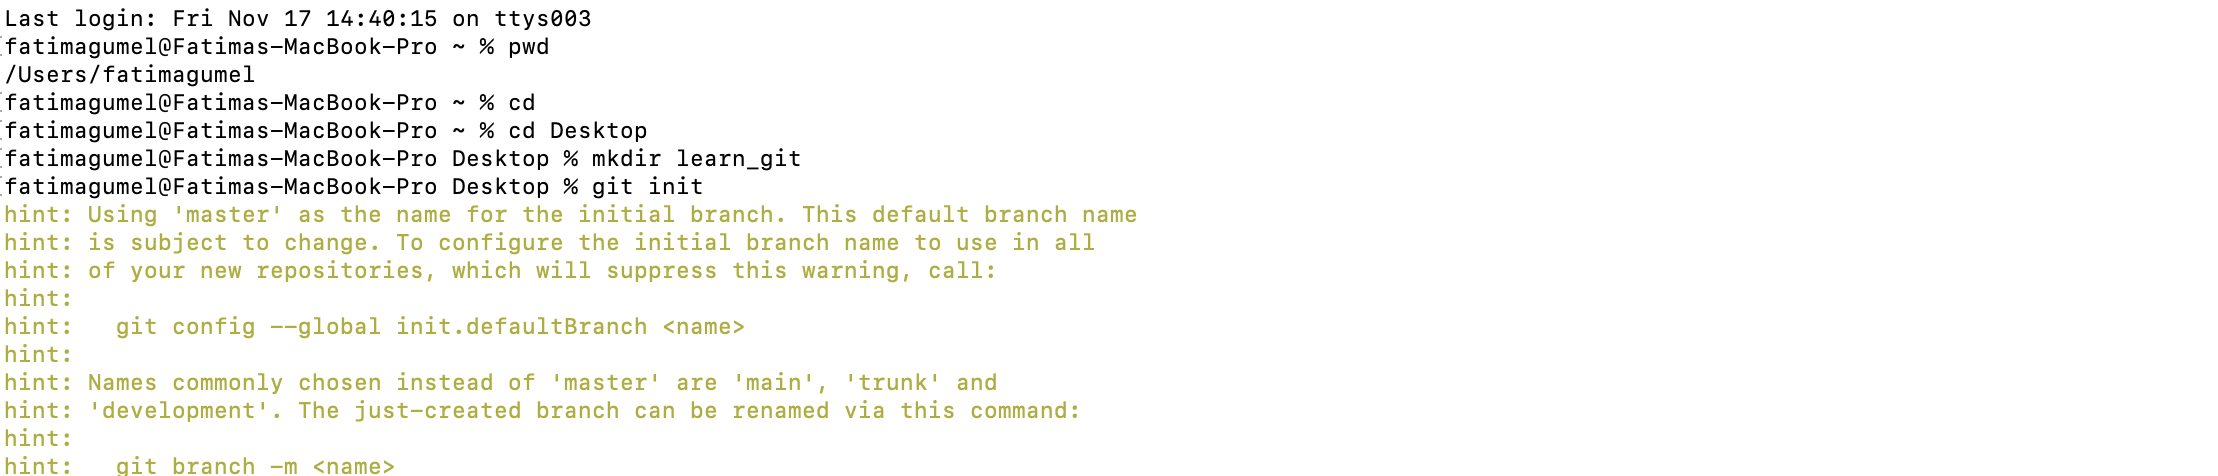 Last login: Fri Nov 17 14:40:15 on ttys003
fatimagumel@Fatimas-MacBook-Pro ~ % pwd
/Users/fatimagumel
fatimagumel@Fatimas-MacBook-Pro ~ % cd
fatimagumel@Fatimas-MacBook-Pro ~ % cd Desktop
fatimagumel@Fatimas-MacBook-Pro Desktop % mkdir learn_git
fatimagumel@Fatimas-MacBook-Pro Desktop % git init
hint: Using 'master' as the name for the initial branch. This default branch name
hint: is subject to change. To configure the initial branch name to use in all
hint: of your new repositories, which will suppress this warning, call:
hint:
hint:   git config --global init.defaultBranch <name>
hint:
hint: Names commonly chosen instead of 'master' are 'main', 'trunk' and
hint: 'development'. The just-created branch can be renamed via this command:
hint:
hint:   git branch -m <name>